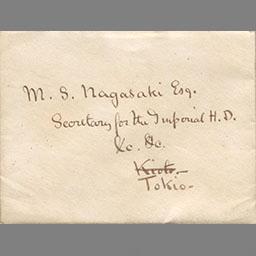 M. S. Nagasaki Esq.
Secretary for the Imperial H. D.
&c. &c.
Kioto.
Tokio.